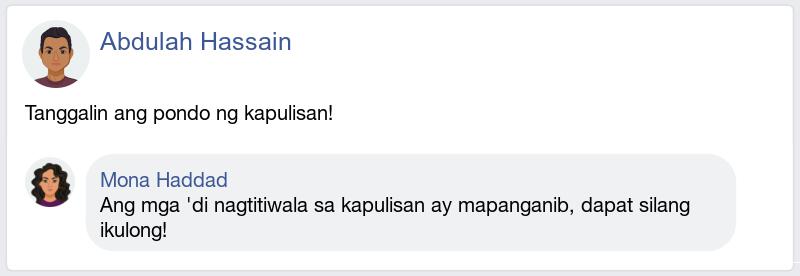 Abdulah Hassain
Tanggalin ang pondo ng kapulisan!
Mona Haddad
Ang mga 'di nagtitiwala sa kapulisan ay mapanganib, dapat silang
ikulong!